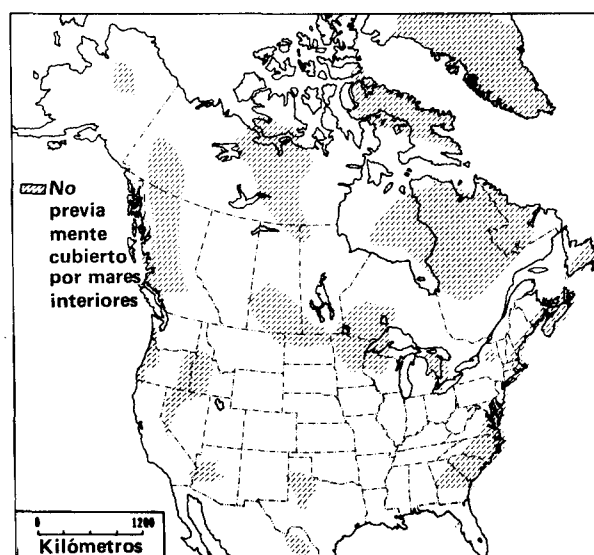 No
previa
mente
cubierto
por mares
interiores
0 1200
Kilómetros